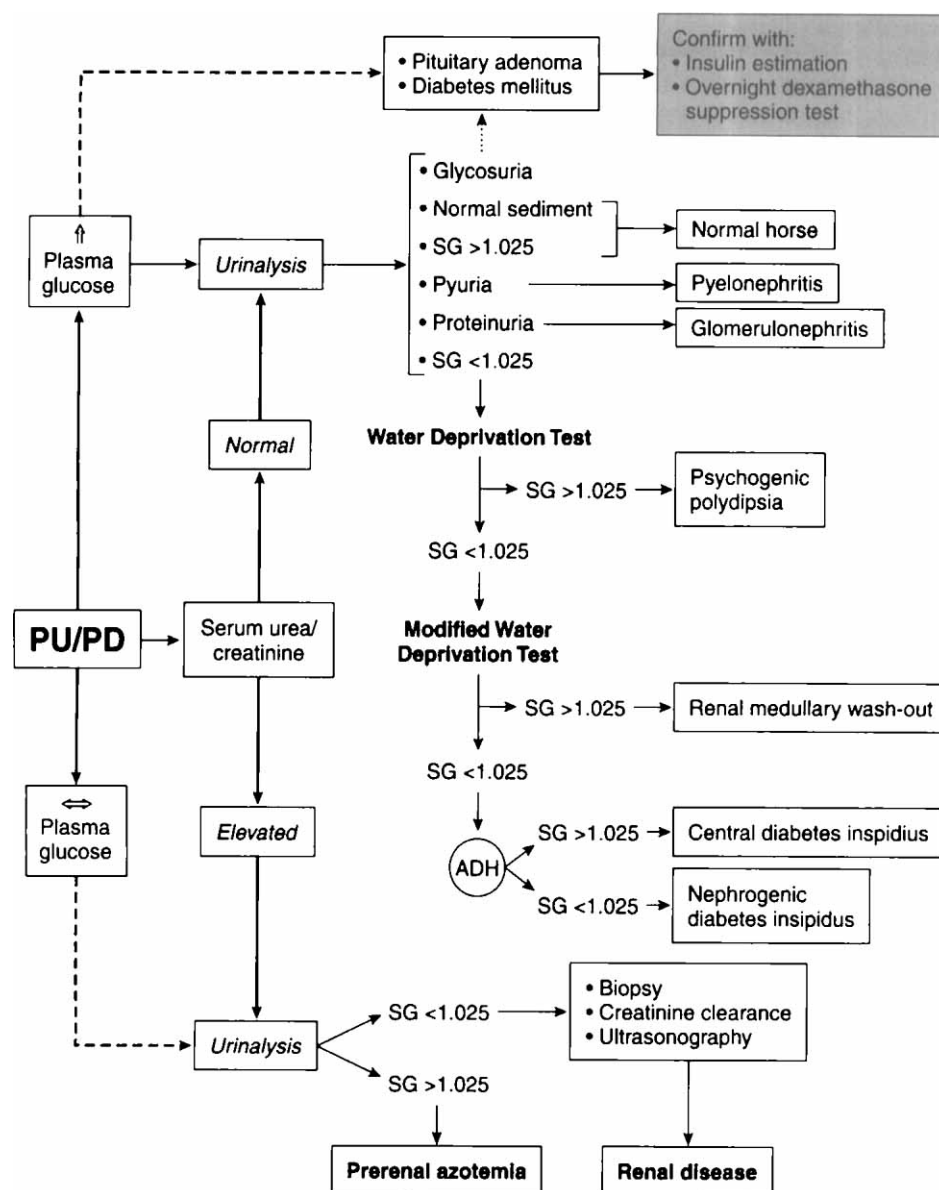 • Pituitary adenoma
• Diabetes mellitus
Confirm with:
• Insulin estimation
• Overnight dexamethasone
suppression test
⇑
Plasma
glucose
Urinalysis
• Glycosuria
• Normal sediment
• SG >1.025
• Pyuria
• Proteinuria
• SG <1.025
Normal horse
Pyelonephritis
Glomerulonephritis
Normal
Water Deprivation Test
SG >1.025
Psychogenic
polydipsia
SG <1.025
PU/PD
Serum urea/
creatinine
Modified Water
Deprivation Test
SG >1.025
Renal medullary wash-out
SG <1.025
⇔
Plasma
glucose
Elevated
ADH
SG >1.025
Central diabetes inspidius
SG <1.025
Nephrogenic
diabetes insipidus
Urinalysis
SG <1.025
• Biopsy
• Creatinine clearance
• Ultrasonography
SG >1.025
Prerenal azotemia
Renal disease